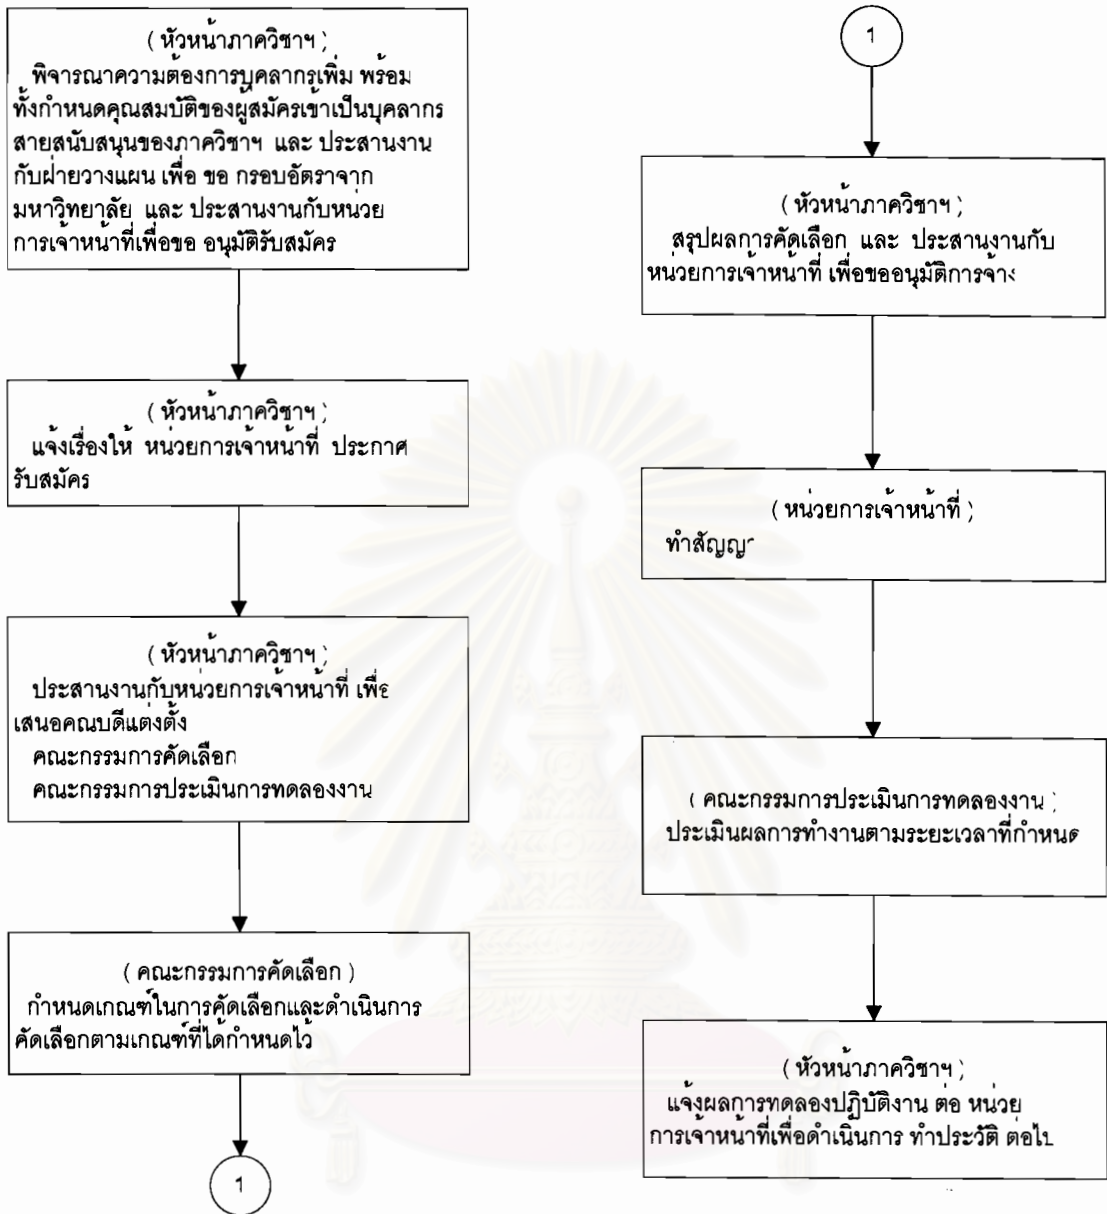 (หัวหน้าภาควิชาฯ)
พิจารณาความต้องการบุคลากรเพิ่ม พร้อม
ทั้งกำหนดคุณสมบัติของผู้สมัครเข้าเป็นบุคลากร
สายสนับสนุนของภาควิชาฯ และ ประสานงาน
กับฝ่ายวางแผน เพื่อ ขอ กรอบอัตราจาก
มหาวิทยาลัย และ ประสานงานกับหน่วย
การเจ้าหน้าที่เพื่อขอ อนุมัติรับสมัคร
(หัวหน้าภาควิชาฯ)
แจ้งเรื่องให้ หน่วยการเจ้าหน้าที่ ประกาศ
รับสมัคร
(หัวหน้าภาควิชาฯ)
ประสานงานกับหน่วยการเจ้าหน้าที่ เพื่อ
เสนอคณบดีแต่งตั้ง
คณะกรรมการคัดเลือก
คณะกรรมการประเมินการทดลองงาน
(คณะกรรมการคัดเลือก)
กำหนดเกณฑ์ในการคัดเลือกและดำเนินการ
คัดเลือกตามเกณฑ์ที่ได้กำหนดไว้
1
1
(หัวหน้าภาควิชาฯ)
สรุปผลการคัดเลือก และ ประสานงานกับ
หน่วยการเจ้าหน้าที่ เพื่อขออนุมัติการจ้าง
(หน่วยการเจ้าหน้าที่)
ทำสัญญา
(คณะกรรมการประเมินการทดลองงาน)
ประเมินผลการทำงานตามระยะเวลาที่กำหนด
(หัวหน้าภาควิชาฯ)
แจ้งผลการทดลองปฏิบัติงาน ต่อ หน่วย
การเจ้าหน้าที่เพื่อดำเนินการ ทำประวัติ ต่อไป